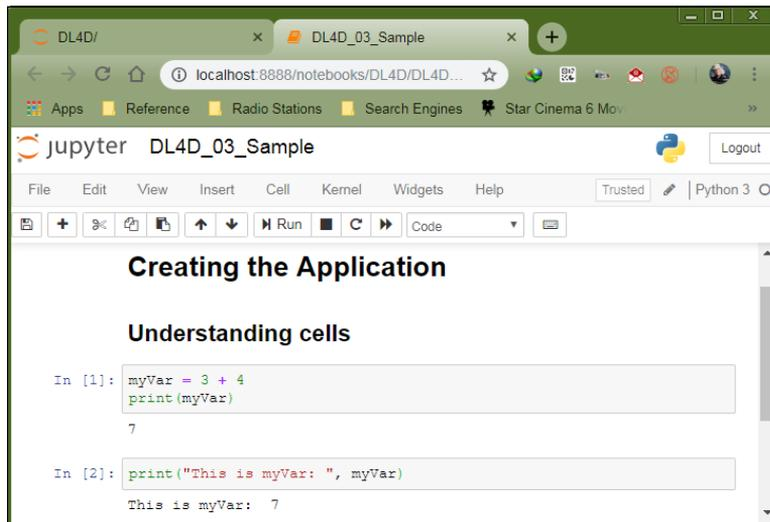 DL4D/ DL4D_03_Sample
localhost:8888/notebooks/DL4D/DL4D...
Apps Reference Radio Stations Search Engines Star Cinema 6 Mov
jupyter DL4D_03_Sample Logout
File Edit View Insert Cell Kernel Widgets Help Trusted Python 3
Run Code
Creating the Application
Understanding cells
In [1]: myVar = 3 + 4
print(myVar)
7
In [2]: print("This is myVar: ", myVar)
This is myVar:  7